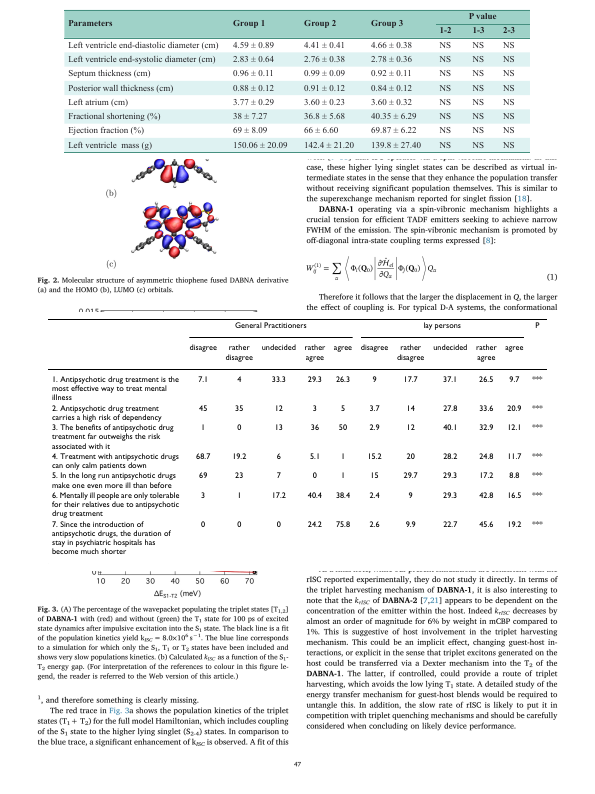 Parameters Group 1 Group 2 Group 3 P value
1-2 1-3 2-3
Left ventricle end-diastolic diameter (cm) 4.59 ± 0.89 4.41 ± 0.41 4.66 ± 0.38 NS NS NS
Left ventricle end-systolic diameter (cm) 2.83 ± 0.64 2.76 ± 0.38 2.78 ± 0.36 NS NS NS
Septum thickness (cm) 0.96 ± 0.11 0.99 ± 0.09 0.92 ± 0.11 NS NS NS
Posterior wall thickness (cm) 0.88 ± 0.12 0.91 ± 0.12 0.84 ± 0.12 NS NS NS
Left atrium (cm) 3.77 ± 0.29 3.60 ± 0.23 3.60 ± 0.32 NS NS NS
Fractional shortening (%) 38 ± 7.27 36.8 ± 5.68 40.35 ± 6.29 NS NS NS
Ejection fraction (%) 69 ± 8.09 66 ± 6.60 69.87 ± 6.22 NS NS NS
Left ventricle mass (g) 150.06 ± 20.09 142.4 ± 21.20 139.8 ± 27.40 NS NS NS
(b)
(c)
Fig. 2. Molecular structure of asymmetric thiophene fused DABNA derivative
(a) and the HOMO (b), LUMO (c) orbitals.
case, these higher lying singlet states can be described as virtual in-
termediate states in the sense that they enhance the population transfer
without receiving significant population themselves. This is similar to
the superexchange mechanism reported for singlet fission [18].
DABNA-1 operating via a spin-vibronic mechanism highlights a
crucial tension for efficient TADF emitters seeking to achieve narrow
FWHM of the emission. The spin-vibronic mechanism is promoted by
off-diagonal intra-state coupling terms expressed [8]:
W_{ij}^{(1)} = ∑_α ⟨Φ_i(Q_0)|∂Ĥ_{el}/∂Q_α|Φ_j(Q_0)⟩ Q_α (1)
Therefore it follows that the larger the displacement in Q, the larger
the effect of coupling is. For typical D-A systems, the conformational
0.015
General Practitioners lay persons P
disagree rather disagree undecided rather agree agree disagree rather disagree undecided rather agree agree
1. Antipsychotic drug treatment is the 7.1 4 33.3 29.3 26.3 9 17.7 37.1 26.5 9.7 ***
most effective way to treat mental
illness
2. Antipsychotic drug treatment 45 35 12 3 5 3.7 14 27.8 33.6 20.9 ***
carries a high risk of dependency
3. The benefits of antipsychotic drug 1 0 13 36 50 2.9 12 40.1 32.9 12.1 ***
treatment far outweighs the risk
associated with it
4. Treatment with antipsychotic drugs 68.7 19.2 6 5.1 1 15.2 20 28.2 24.8 11.7 ***
can only calm patients down
5. In the long run antipsychotic drugs 69 23 7 0 1 15 29.7 29.3 17.2 8.8 ***
make one even more ill than before
6. Mentally ill people are only tolerable 3 1 17.2 40.4 38.4 2.4 9 29.3 42.8 16.5 ***
for their relatives due to antipsychotic
drug treatment
7. Since the introduction of 0 0 0 24.2 75.8 2.6 9.9 22.7 45.6 19.2 ***
antipsychotic drugs, the duration of
stay in psychiatric hospitals has
become much shorter
10 20 30 40 50 60 70
ΔE_{S1-T2} (meV)
Fig. 3. (A) The percentage of the wavepacket populating the triplet states [T_{1,2}]
of DABNA-1 with (red) and without (green) the T_1 state for 100 ps of excited
state dynamics after impulsive excitation into the S_1 state. The black line is a fit
of the population kinetics yield k_{ISC} = 8.0×10^6 s^{−1}. The blue line corresponds
to a simulation for which only the S_1, T_1 or T_2 states have been included and
shows very slow populations kinetics. (b) Calculated k_{ISC} as a function of the S_1-
T_2 energy gap. (For interpretation of the references to colour in this figure le-
gend, the reader is referred to the Web version of this article.)
^1, and therefore something is clearly missing.
The red trace in Fig. 3a shows the population kinetics of the triplet
states (T_1 + T_2) for the full model Hamiltonian, which includes coupling
of the S_1 state to the higher lying singlet (S_{2-4}) states. In comparison to
the blue trace, a significant enhancement of k_{ISC} is observed. A fit of this
rISC reported experimentally, they do not study it directly. In terms of
the triplet harvesting mechanism of DABNA-1, it is also interesting to
note that the k_{rISC} of DABNA-2 [7,21] appears to be dependent on the
concentration of the emitter within the host. Indeed k_{rISC} decreases by
almost an order of magnitude for 6% by weight in mCBP compared to
1%. This is suggestive of host involvement in the triplet harvesting
mechanism. This could be an implicit effect, changing guest-host in-
teractions, or explicit in the sense that triplet excitons generated on the
host could be transferred via a Dexter mechanism into the T_2 of the
DABNA-1. The latter, if controlled, could provide a route of triplet
harvesting, which avoids the low lying T_1 state. A detailed study of the
energy transfer mechanism for guest-host blends would be required to
untangle this. In addition, the slow rate of rISC is likely to put it in
competition with triplet quenching mechanisms and should be carefully
considered when concluding on likely device performance.
47